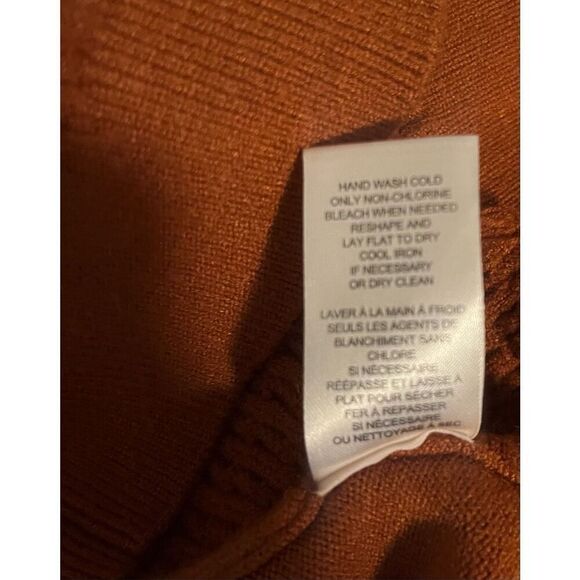 HAND WASH COLD
ONLY NON-CHLORINE
BLEACH WHEN NEEDED
RESHAPE AND
LAY FLAT TO DRY
COOL IRON
IF NECESSARY
OR DRY CLEAN
LAVER À LA MAIN À FROID
SEULS LES AGENTS DE
BLANCHIMENT SANS
CHLORE
SI NÉCESSAIRE
RÉEPASSE ET LAISSE À
PLAT POUR SÉCHER
FER À REPASSER
SI NÉCESSAIRE
OU NETTOYAGE À SEC